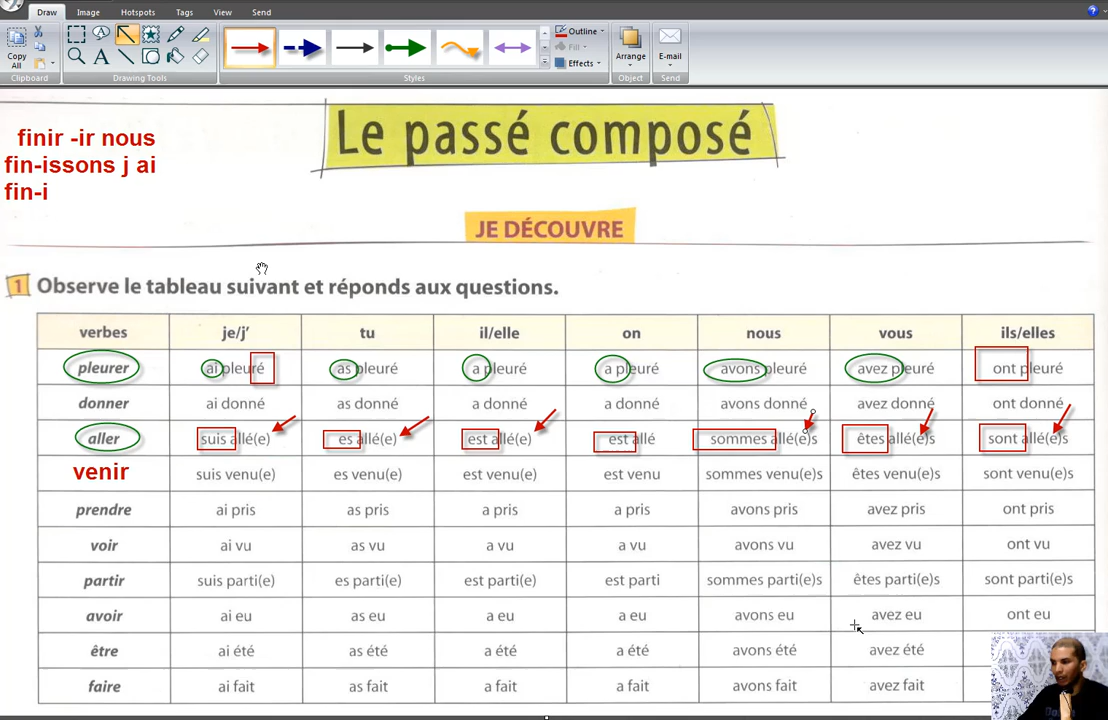 Draw Image Hotspots Tags View Send
Copy All
Clipboard Drawing Tools Styles
Outline
Fill
Effects
Arrange
Object
E-mail
Send
finir -ir nous
fin-issons j ai
fin-i
Le passé composé
JE DÉCOUVRE
1 Observe le tableau suivant et réponds aux questions.
verbes je/j' tu il/elle on nous vous ils/elles
pleurer ai pleuré as pleuré a pleuré a pleuré avons pleuré avez pleuré ont pleuré
donner ai donné as donné a donné a donné avons donné avez donné ont donné
aller suis allé(e) es allé(e) est allé(e) est allé sommes allé(e)s êtes allé(e)s sont allé(e)s
venir suis venu(e) es venu(e) est venu(e) est venu sommes venu(e)s êtes venu(e)s sont venu(e)s
prendre ai pris as pris a pris a pris avons pris avez pris ont pris
voir ai vu as vu a vu a vu avons vu avez vu ont vu
partir suis parti(e) es parti(e) est parti(e) est parti sommes parti(e)s êtes parti(e)s sont parti(e)s
avoir ai eu as eu a eu a eu avons eu avez eu ont eu
être ai été as été a été a été avons été avez été
faire ai fait as fait a fait a fait avons fait avez fait